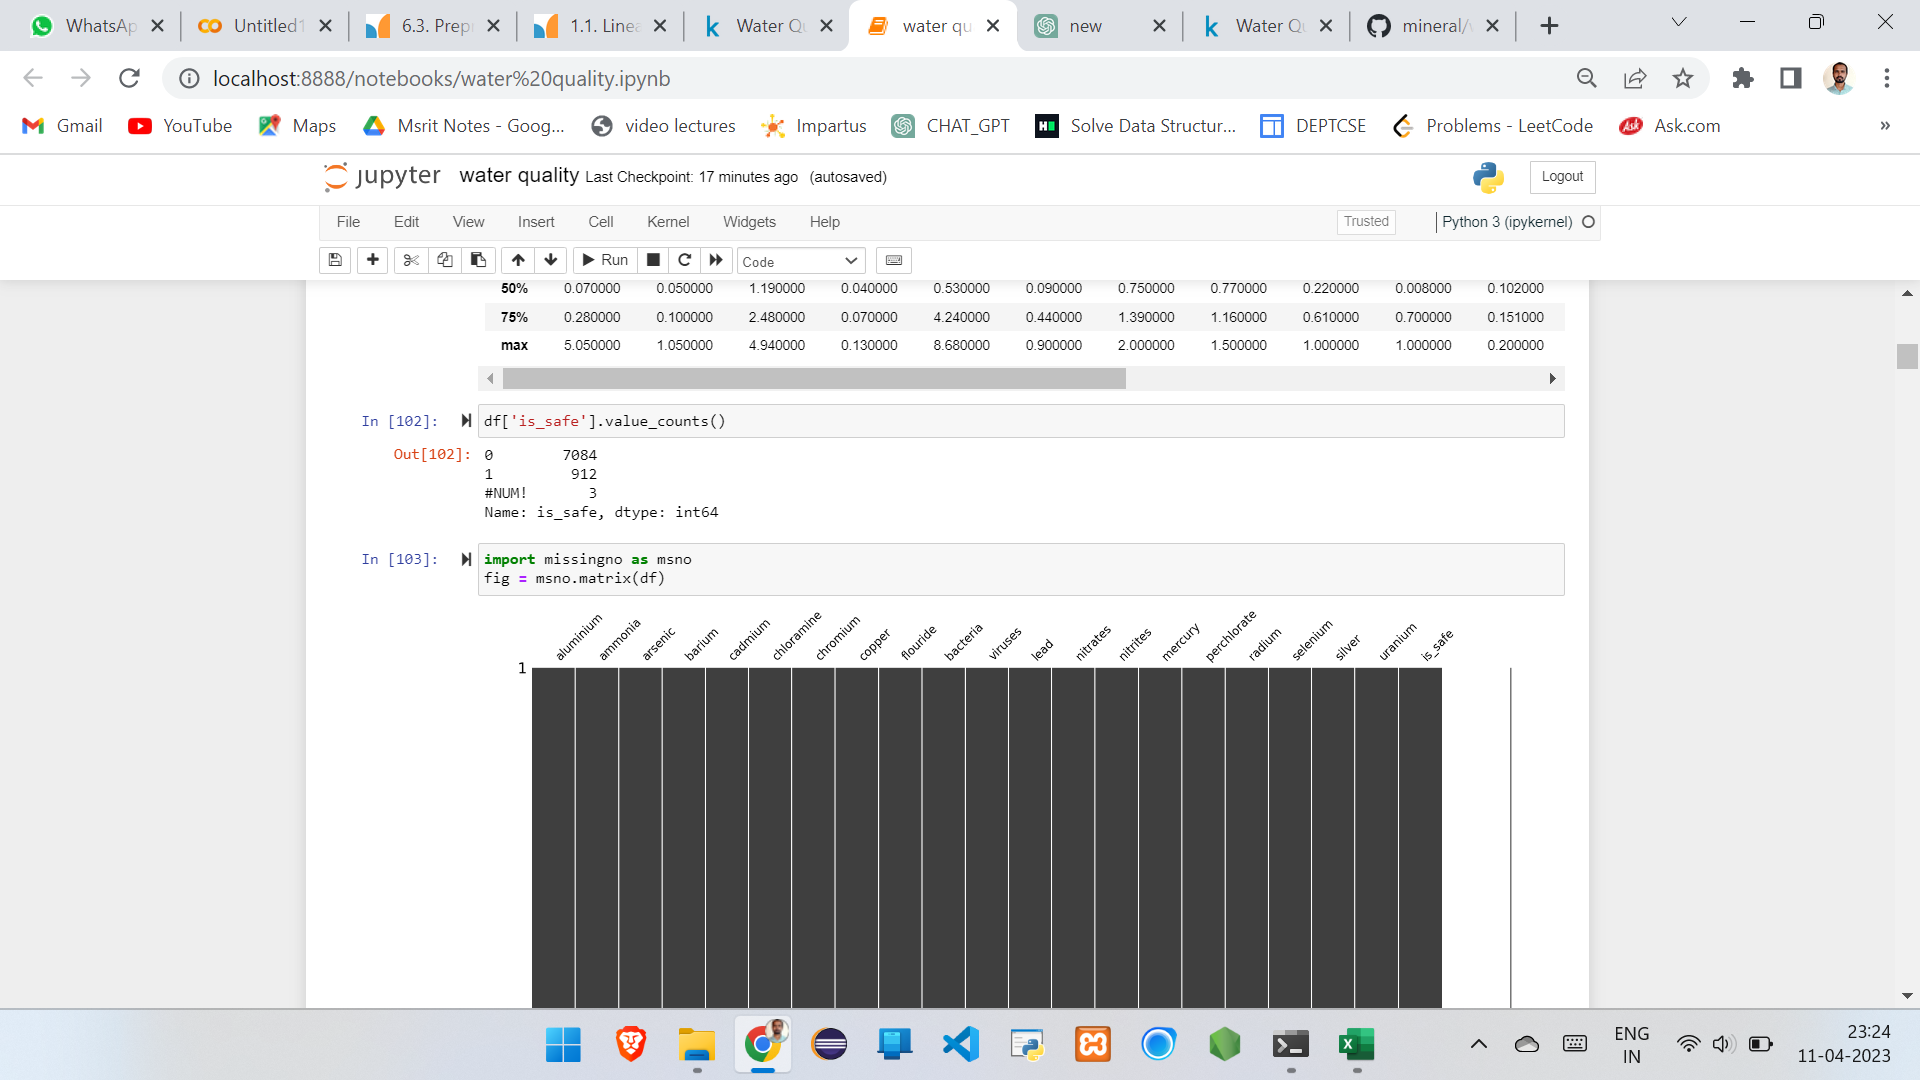 WhatsAp
Untitled1
6.3. Prepr
1.1. Linea
Water Qu
water qu
new
Water Qu
mineral/w
localhost:8888/notebooks/water%20quality.ipynb
Gmail YouTube Maps Msrit Notes - Goog... video lectures Impartus CHAT_GPT Solve Data Structur... DEPTCSE Problems - LeetCode Ask.com »
jupyter water quality Last Checkpoint: 17 minutes ago (autosaved) Logout
File Edit View Insert Cell Kernel Widgets Help Trusted Python 3 (ipykernel)
Run Code
50% 0.070000 0.050000 1.190000 0.040000 0.530000 0.090000 0.750000 0.770000 0.220000 0.008000 0.102000
75% 0.280000 0.100000 2.480000 0.070000 4.240000 0.440000 1.390000 1.160000 0.610000 0.700000 0.151000
max 5.050000 1.050000 4.940000 0.130000 8.680000 0.900000 2.000000 1.500000 1.000000 1.000000 0.200000
In [102]: df['is_safe'].value_counts()
Out[102]: 0 7084
1 912
#NUM! 3
Name: is_safe, dtype: int64
In [103]: import missingno as msno
fig = msno.matrix(df)
aluminium ammonia arsenic barium cadmium chloramine chromium copper flouride bacteria viruses lead nitrates nitrites mercury perchlorate radium selenium silver uranium is_safe
1
ENG
IN
23:24
11-04-2023